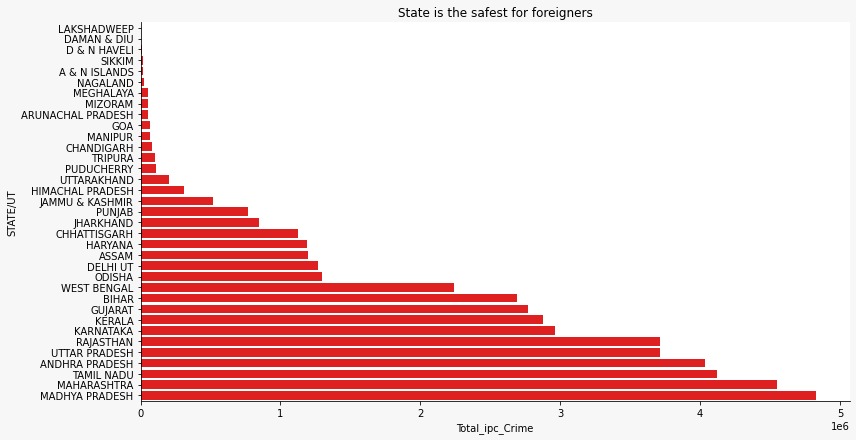 State is the safest for foreigners
STATE/UT
LAKSHADWEEP
DAMAN & DIU
D & N HAVELI
SIKKIM
A & N ISLANDS
NAGALAND
MEGHALAYA
MIZORAM
ARUNACHAL PRADESH
GOA
MANIPUR
CHANDIGARH
TRIPURA
PUDUCHERRY
UTTARAKHAND
HIMACHAL PRADESH
JAMMU & KASHMIR
PUNJAB
JHARKHAND
CHHATTISGARH
HARYANA
ASSAM
DELHI UT
ODISHA
WEST BENGAL
BIHAR
GUJARAT
KERALA
KARNATAKA
RAJASTHAN
UTTAR PRADESH
ANDHRA PRADESH
TAMIL NADU
MAHARASHTRA
MADHYA PRADESH
0 1 2 3 4 5
1e6
Total_ipc_Crime